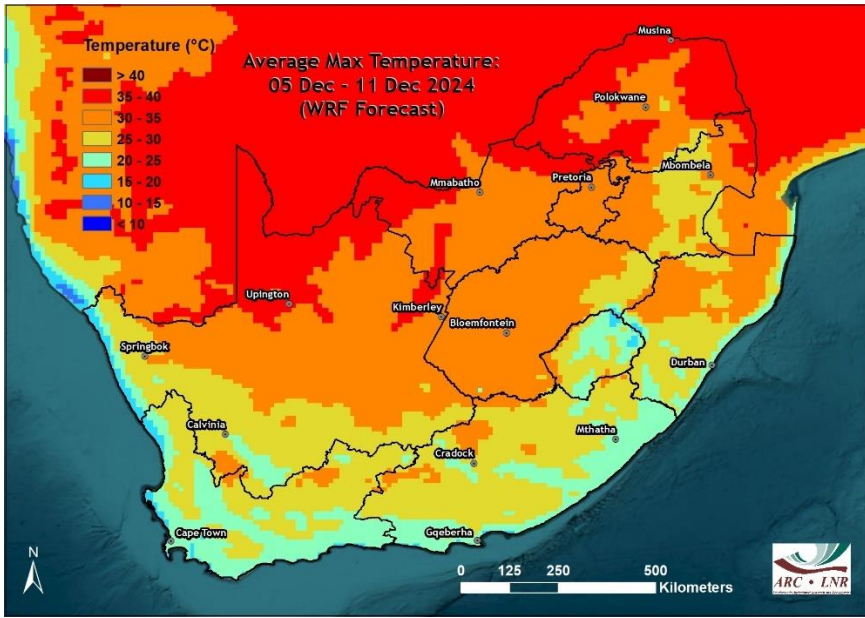 Temperature (°C)
> 40
35 - 40
30 - 35
25 - 30
20 - 25
15 - 20
10 - 15
< 10
Average Max Temperature:
05 Dec - 11 Dec 2024
(WRF Forecast)
Musina
Polokwane
Mbombela
Pretoria
Mmabatho
Upington
Kimberley
Bloemfontein
Springbok
Durban
Calvinia
Mthatha
Cradock
Cape Town
Gqeberha
N
0 125 250 500
Kilometers
ARC • LNR